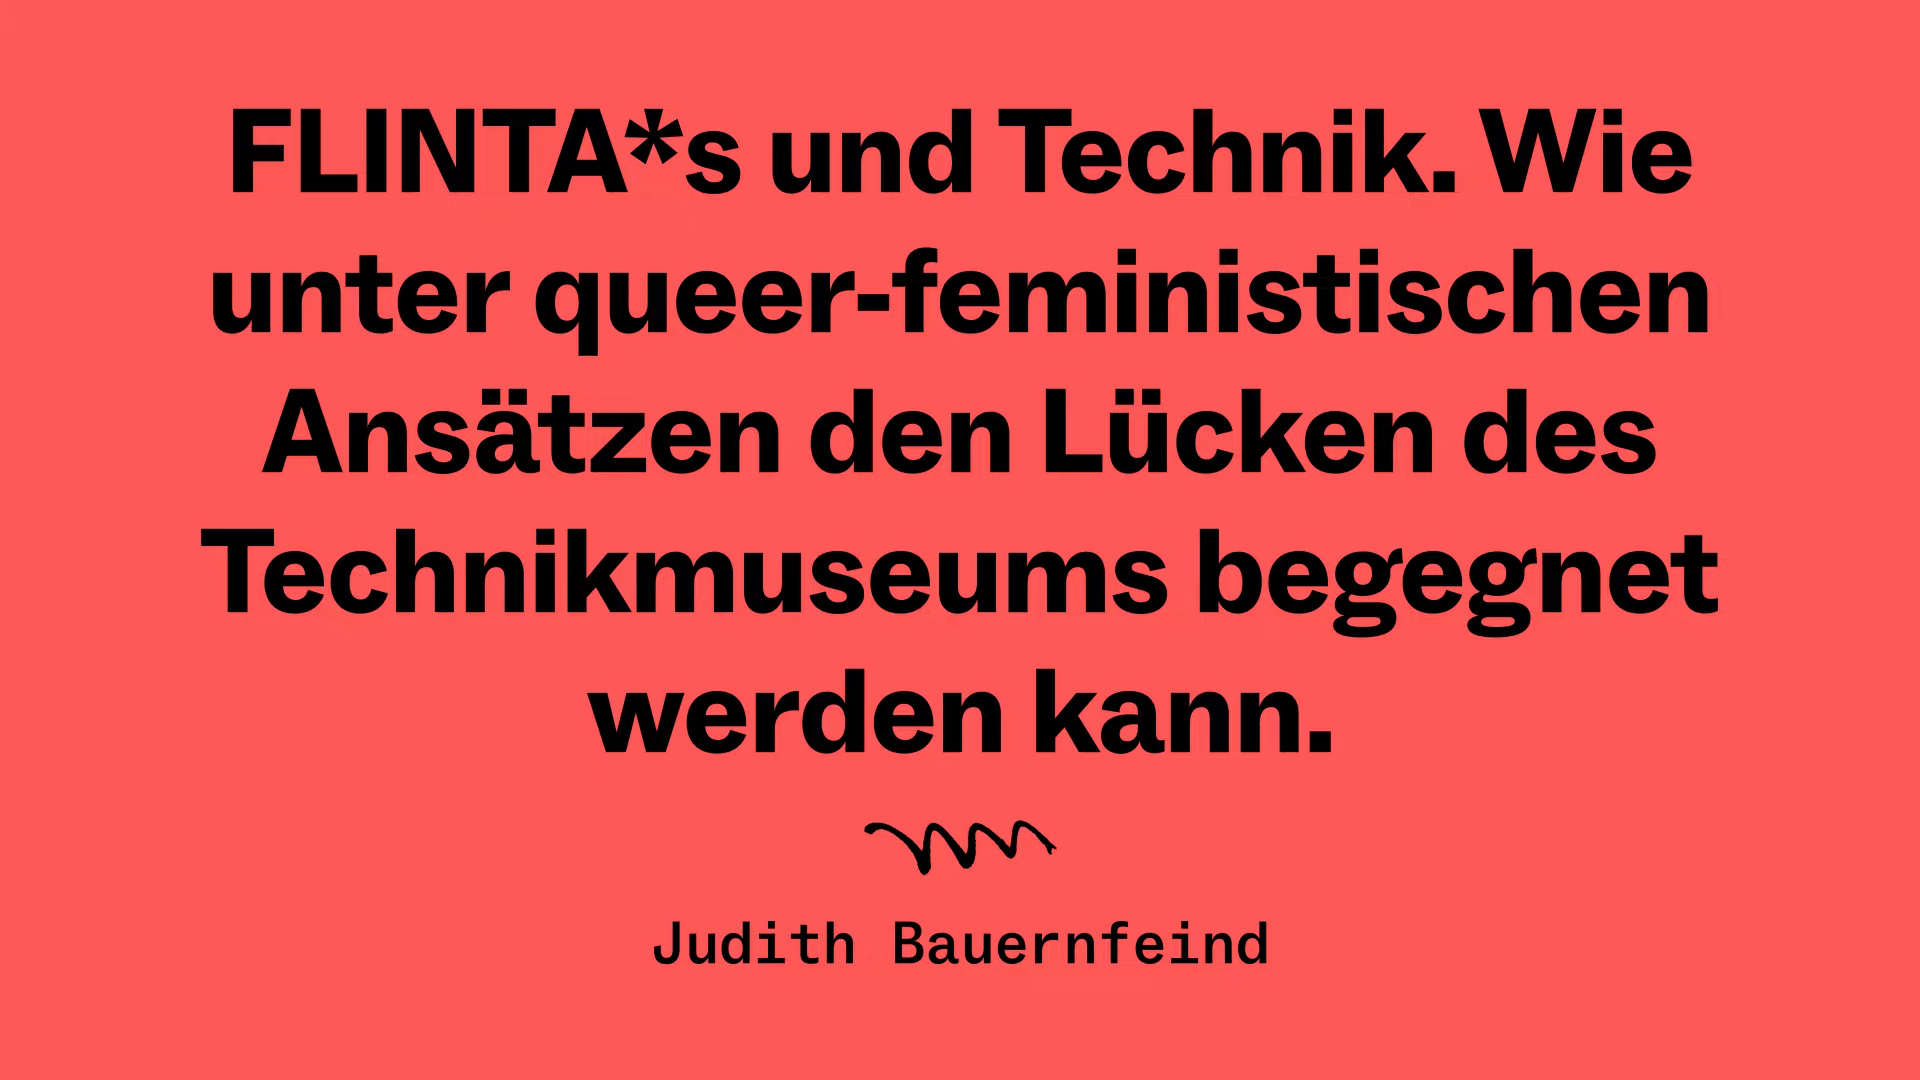 FLINTA*s und Technik. Wie
unter queer-feministischen
Ansätzen den Lücken des
Technikmuseums begegnet
werden kann.
Judith Bauernfeind